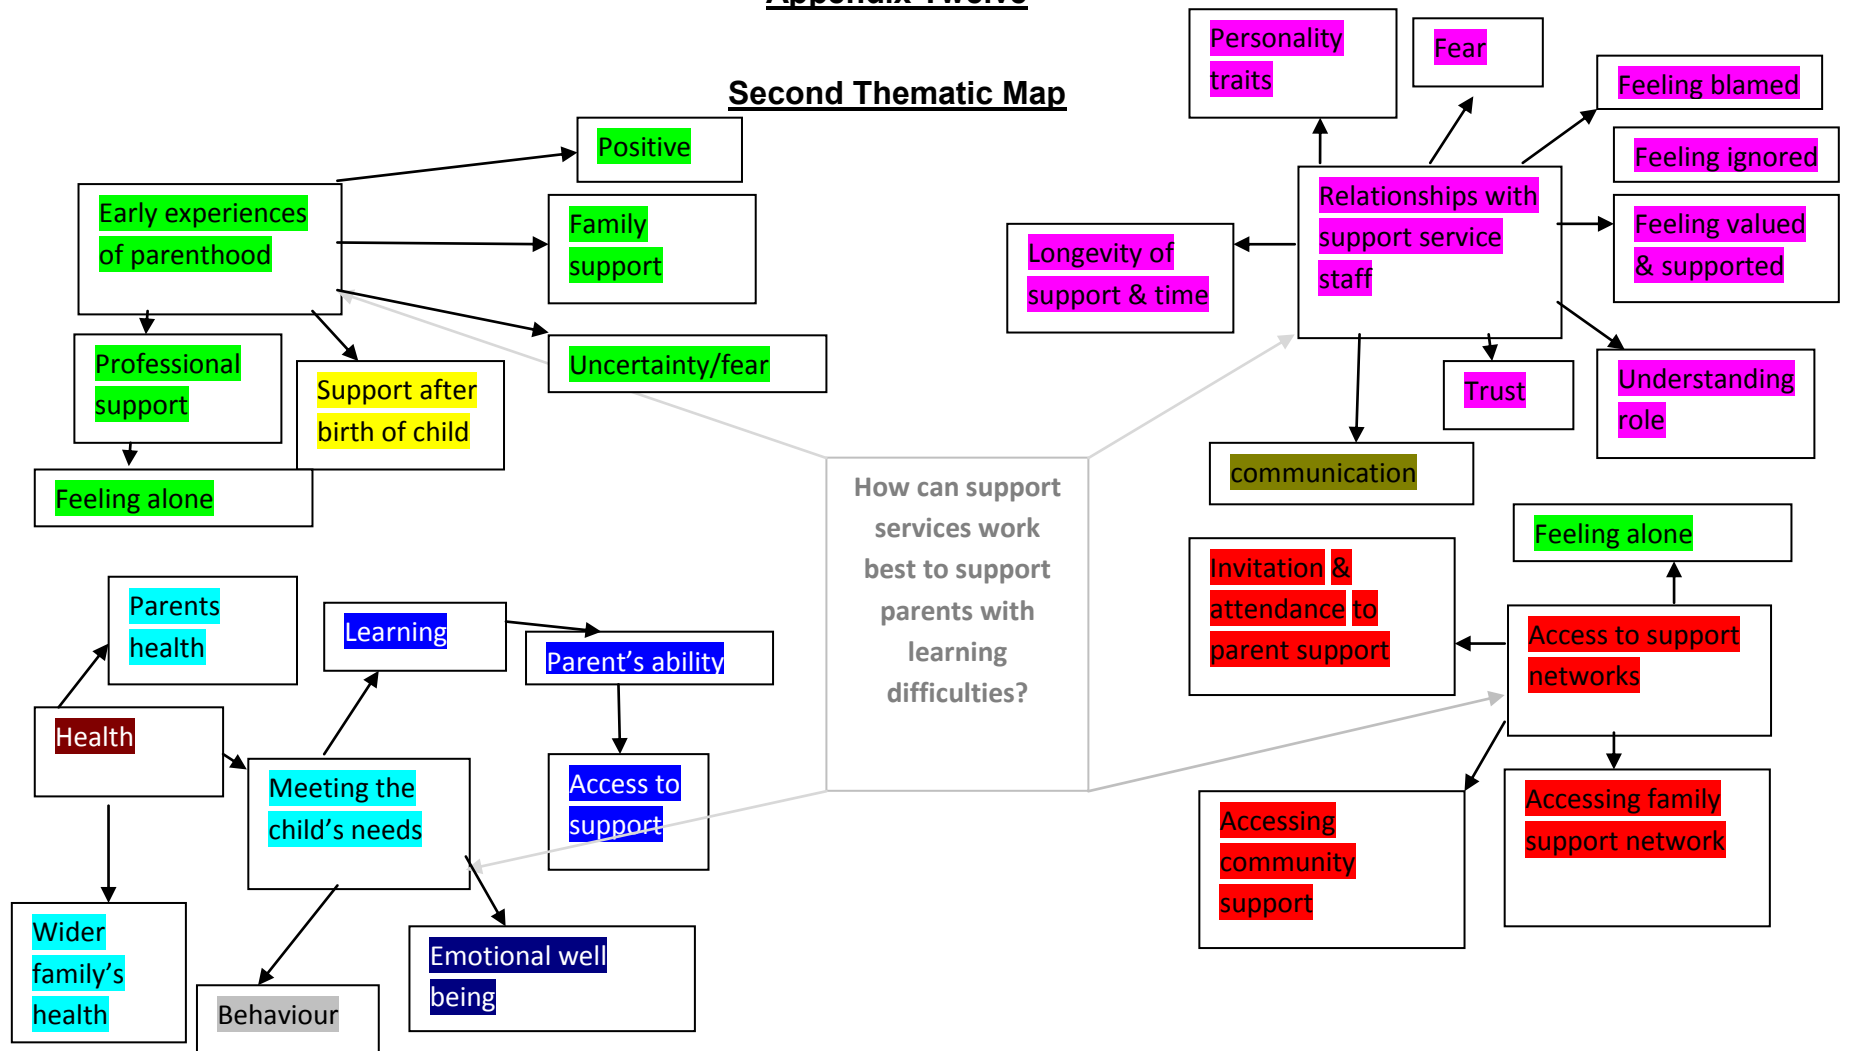 Appendix Twelve
Second Thematic Map
Personality
traits
Fear
Feeling blamed
Feeling ignored
Relationships with
support service
staff
Feeling valued
& supported
Longevity of
support & time
Understanding
role
Trust
communication
Positive
Early experiences
of parenthood
Family
support
Uncertainty/fear
Professional
support
Support after
birth of child
Feeling alone
How can support
services work
best to support
parents with
learning
difficulties?
Feeling alone
Invitation & 
attendance to
parent support
Access to support
networks
Accessing
community
support
Accessing family
support network
Parents
health
Learning
Parent’s ability
Health
Meeting the
child’s needs
Access to
support
Wider
family’s
health
Behaviour
Emotional well
being